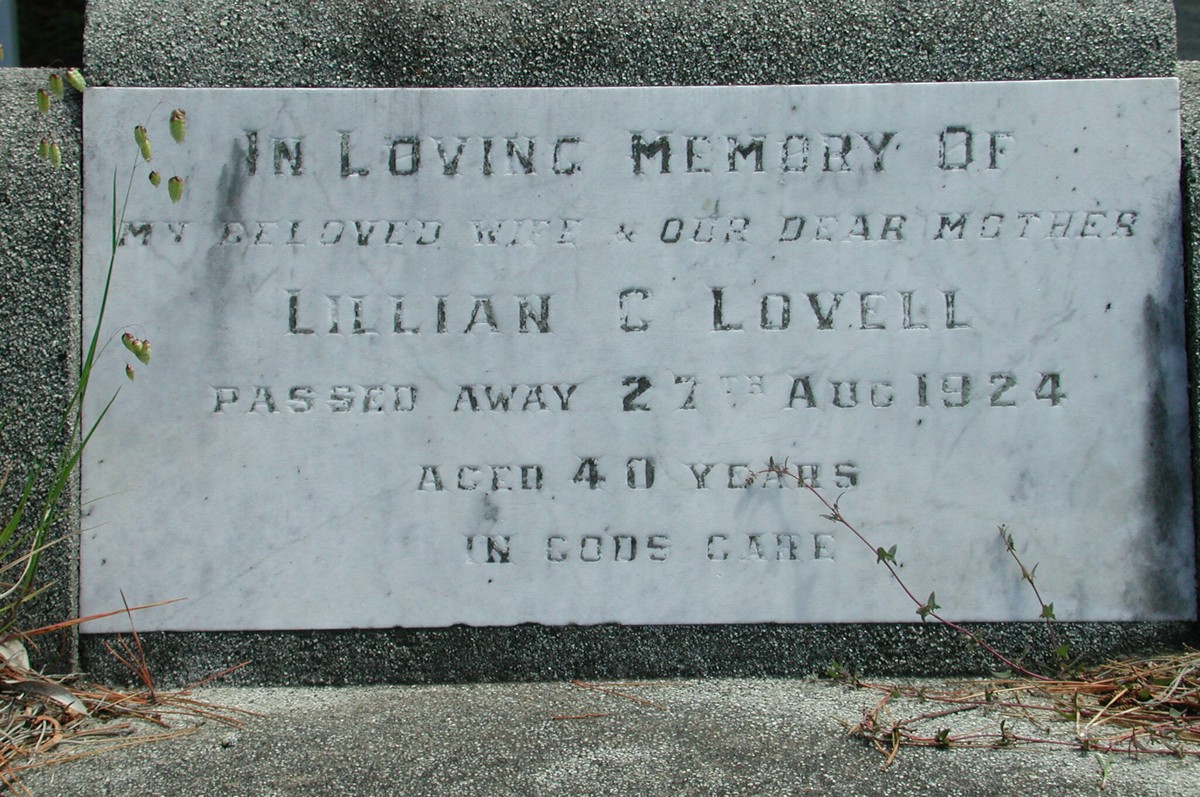 In Loving Memory Of
MY BELOVED WIFE & OUR DEAR MOTHER
LILLIAN C LOVELL
PASSED AWAY 27TH AUG 1924
AGED 40 YEARS
IN GODS CARE